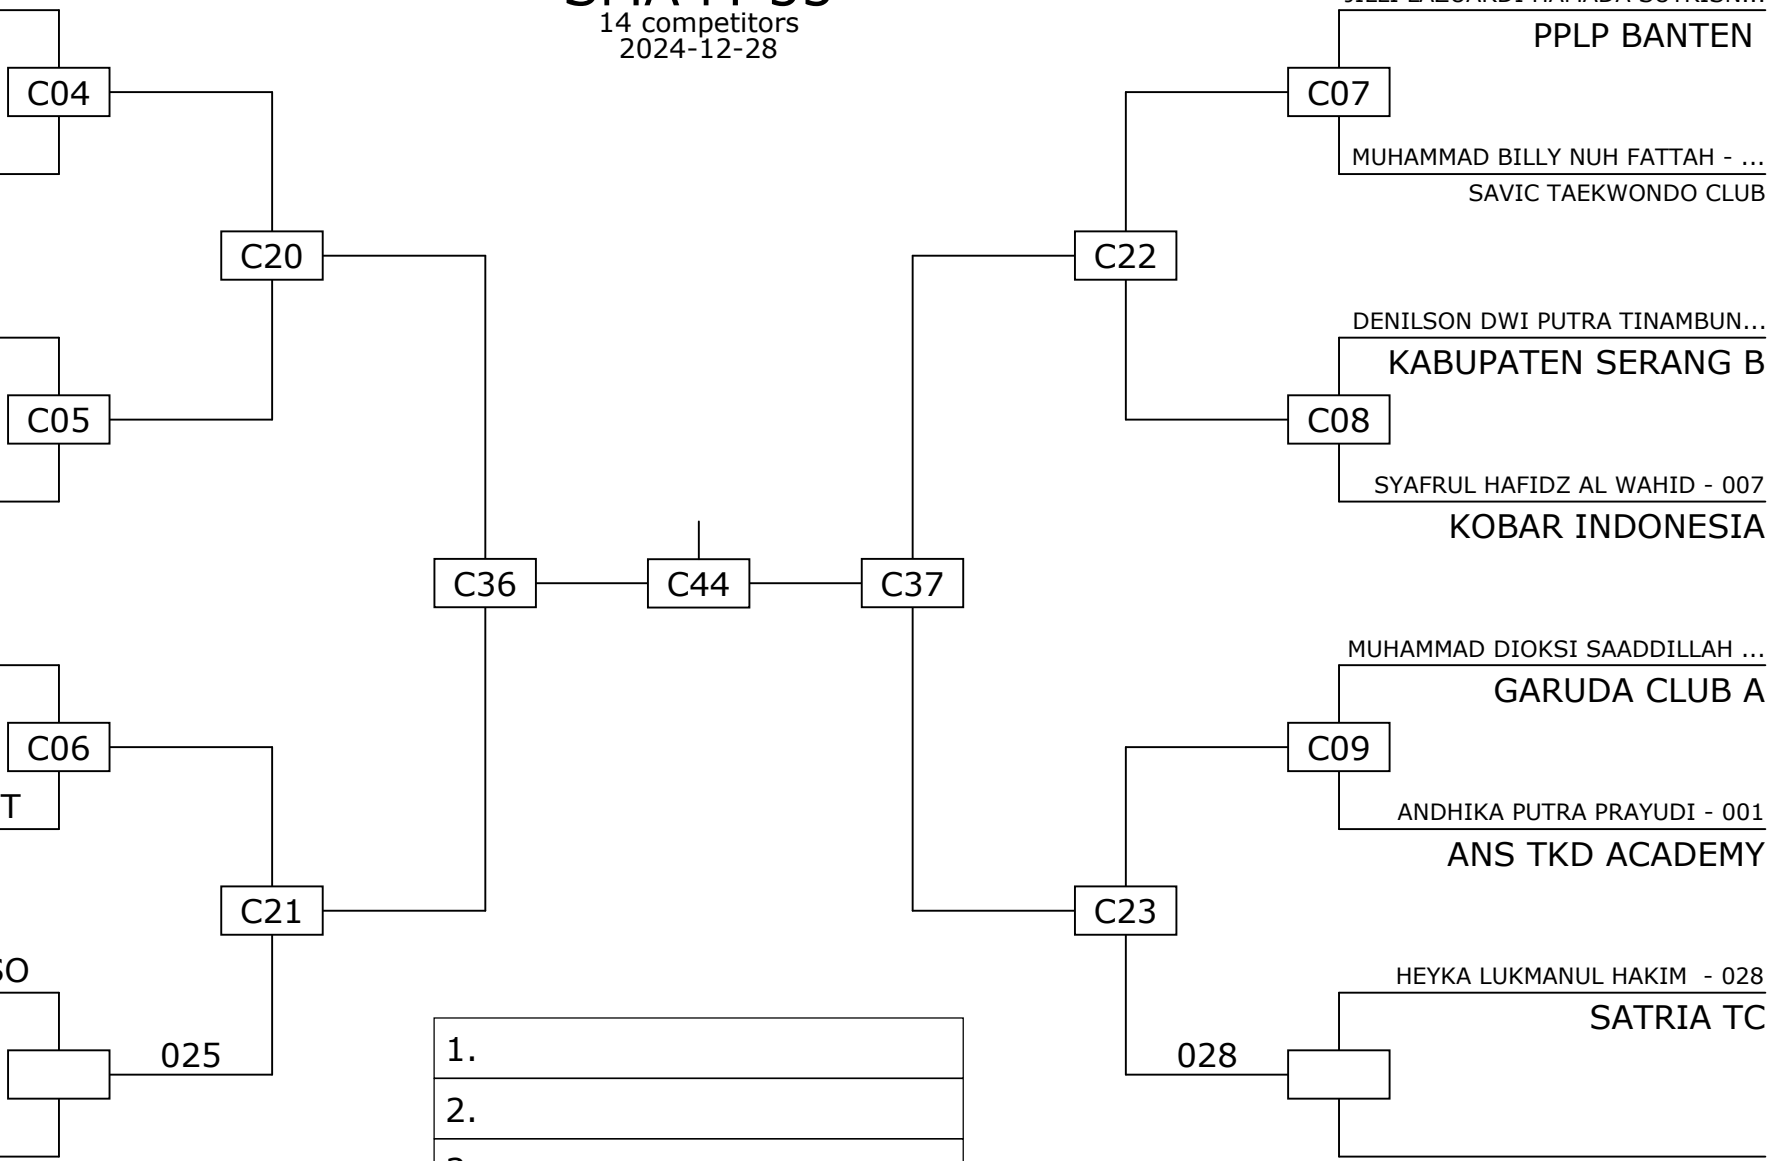 14 competitors
2024-12-28
PPLP BANTEN
C04
C07
MUHAMMAD BILLY NUH FATTAH - ...
SAVIC TAEKWONDO CLUB
C20
C22
DENILSON DWI PUTRA TINAMBUN...
KABUPATEN SERANG B
C05
C08
SYAFRUL HAFIDZ AL WAHID - 007
KOBAR INDONESIA
C36
C44
C37
MUHAMMAD DIOKSI SAADDILLAH ...
GARUDA CLUB A
C06
C09
T
ANDHIKA PUTRA PRAYUDI - 001
ANS TKD ACADEMY
C21
C23
SO
HEYKA LUKMANUL HAKIM - 028
SATRIA TC
025
028
1.
2.